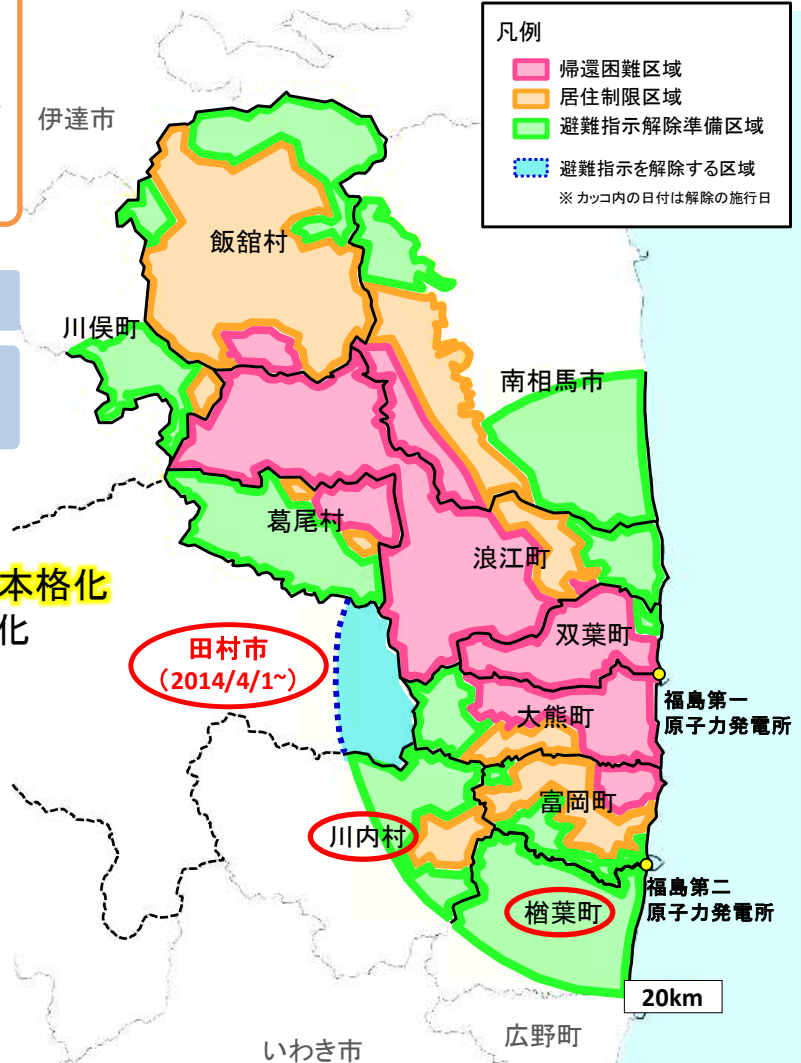 凡例
帰還困難区域
居住制限区域
避難指示解除準備区域
避難指示を解除する区域
※ カッコ内の日付は解除の施行日
伊達市
飯舘村
川俣町
南相馬市
葛尾村
浪江町
本格化
化
双葉町
田村市
（2014/4/1~）
福島第一
原子力発電所
大熊町
富岡町
川内村
福島第二
原子力発電所
楢葉町
20km
広野町
いわき市